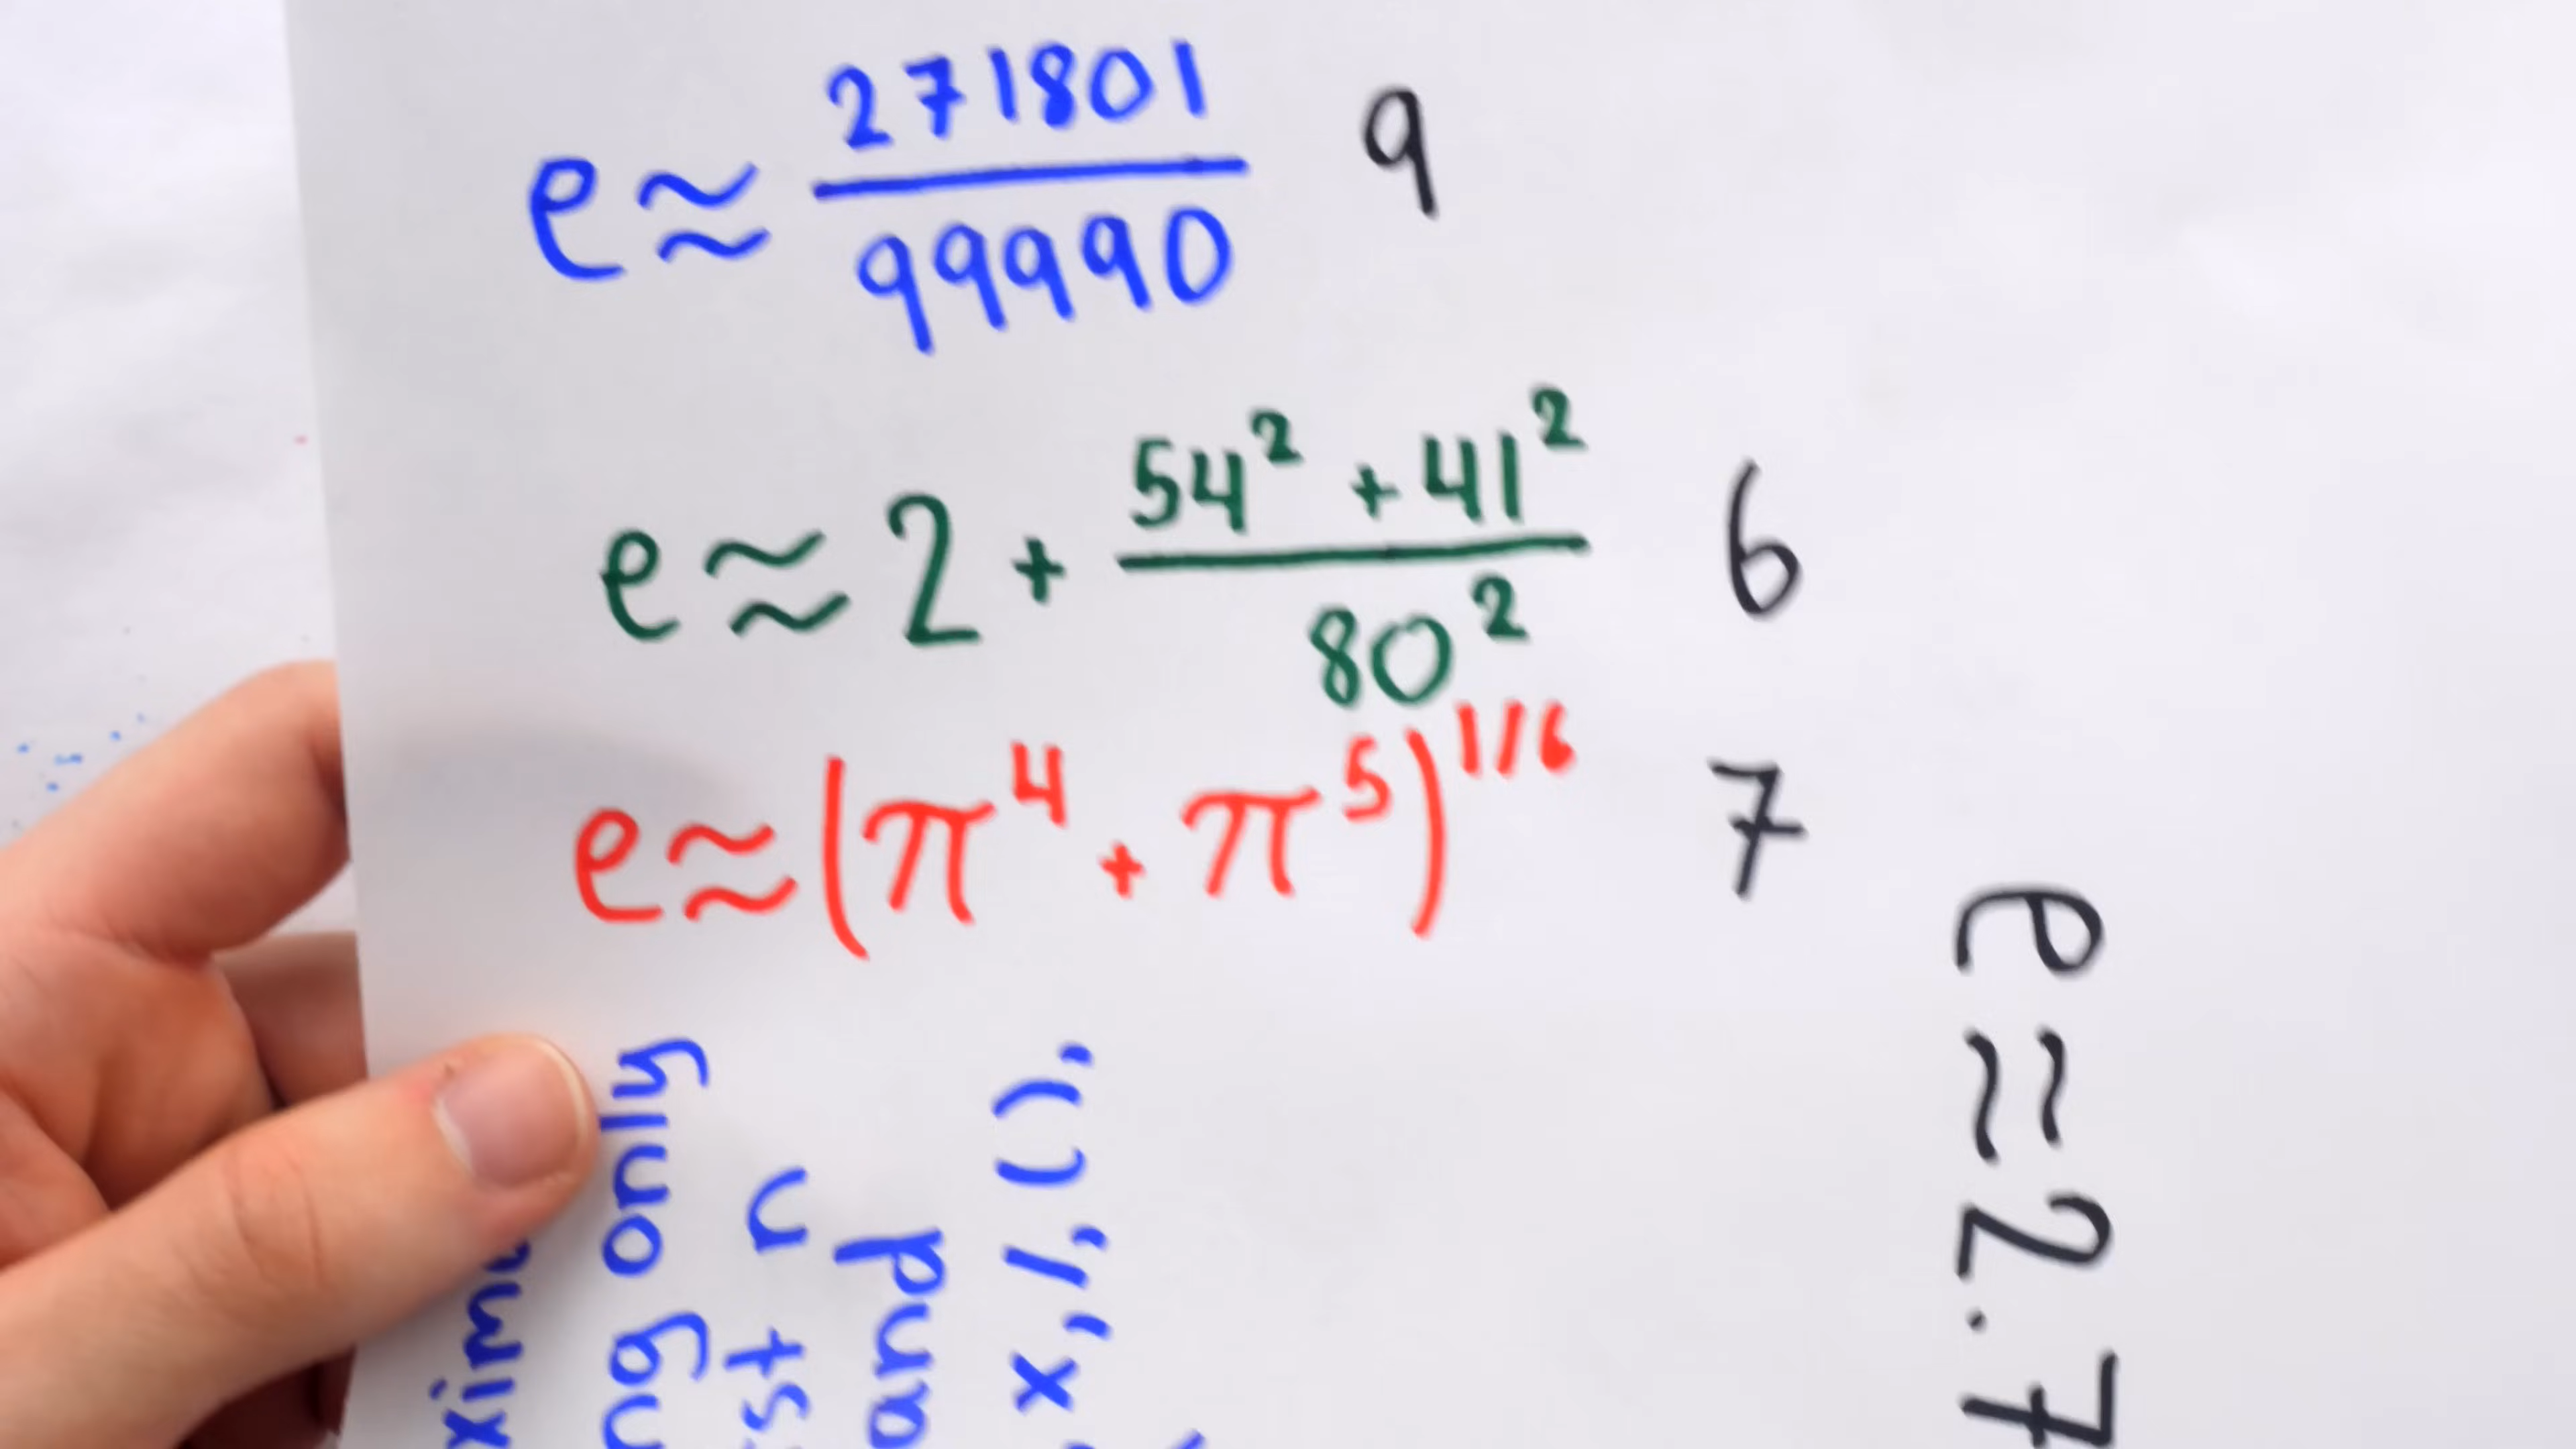 e ≈ 271801/99990 9
e ≈ 2 + (54² + 41²)/80² 6
e ≈ (π⁴ + π⁵)^1/6 7
e ≈ 2.7
only
n
and
x, /, ( ),